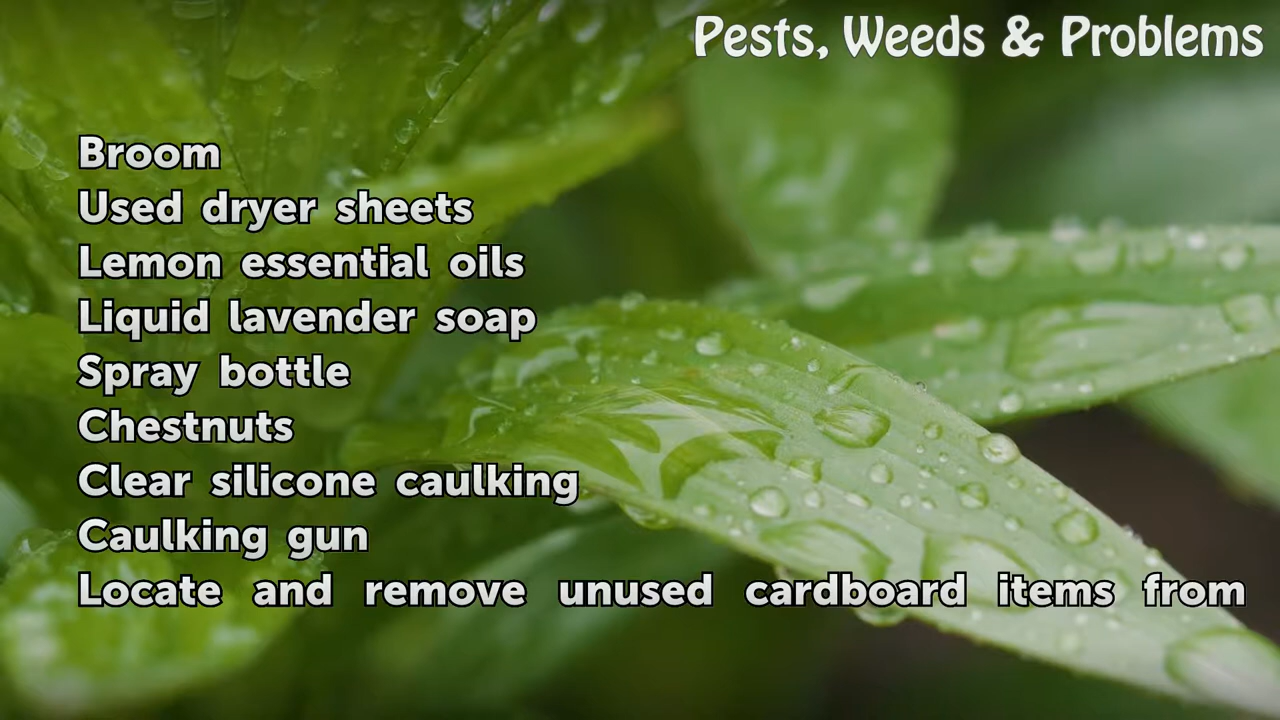 Pests, Weeds & Problems
Broom
Used dryer sheets
Lemon essential oils
Liquid lavender soap
Spray bottle
Chestnuts
Clear silicone caulking
Caulking gun
Locate and remove unused cardboard items from